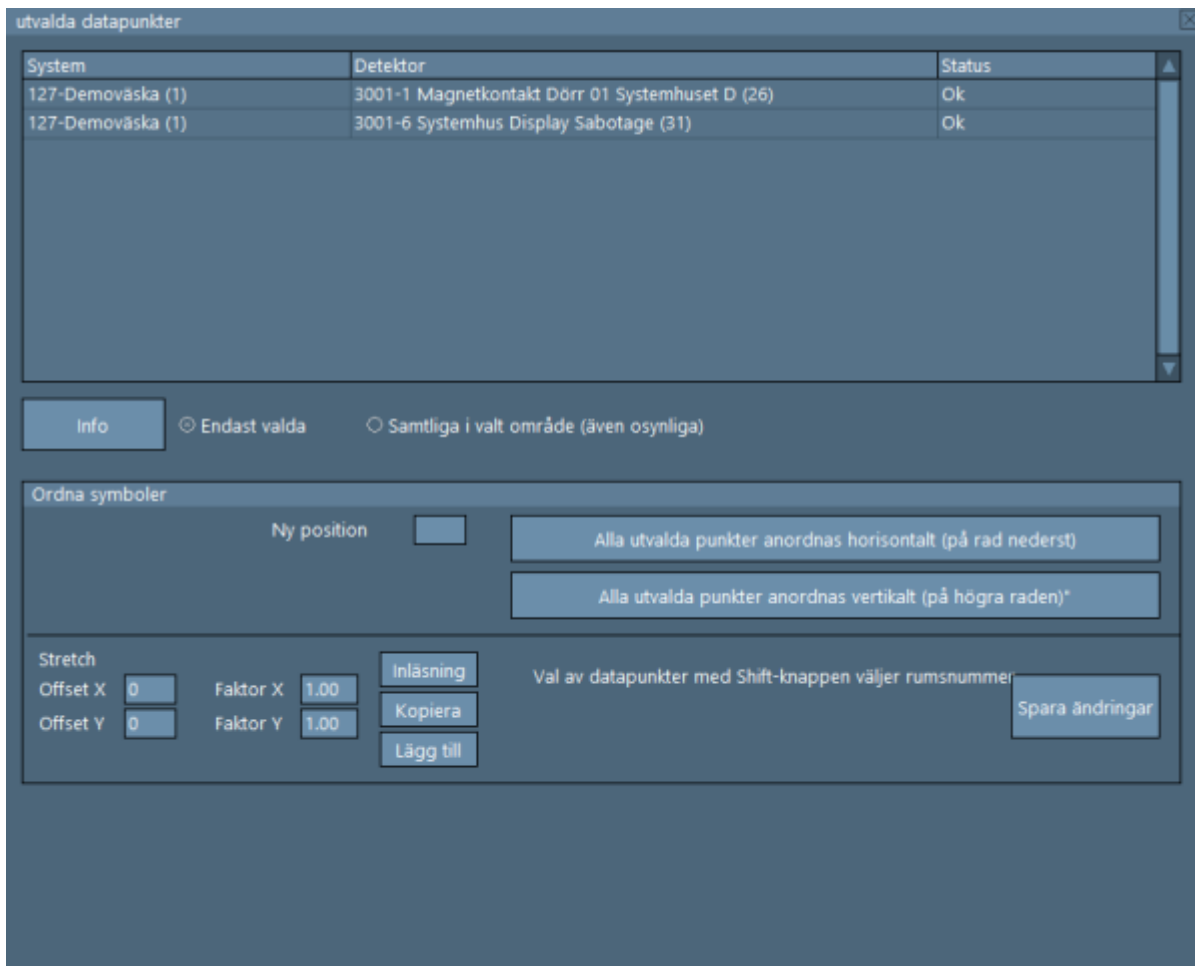 utvalda datapunkter
System Detektor Status
127-Demoväska (1) 3001-1 Magnetkontakt Dörr 01 Systemhuset D (26) Ok
127-Demoväska (1) 3001-6 Systemhus Display Sabotage (31) Ok
Info Endast valda Samtliga i valt område (även osynliga)
Ordna symboler
Ny position Alla utvalda punkter anordnas horisontalt (på rad nederst)
Alla utvalda punkter anordnas vertikalt (på högra raden)*
Stretch
Offset X 0 Faktor X 1.00 Inläsning
Val av datapunkter med Shift-knappen väljer rumsnummer
Offset Y 0 Faktor Y 1.00 Kopiera Spara ändringar
Lägg till